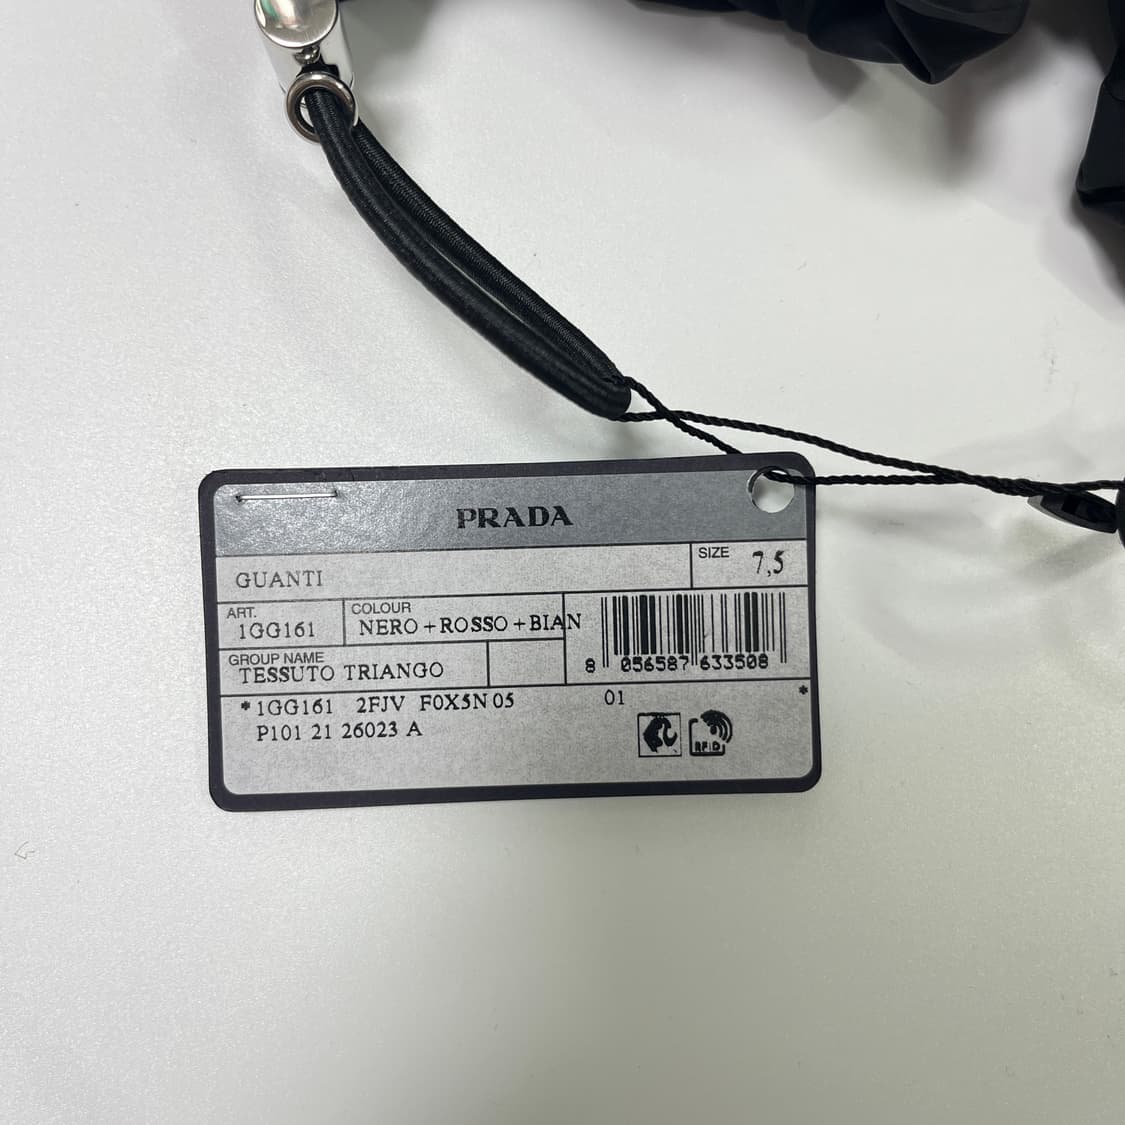 PRADA
GUANTI
SIZE 7,5
ART. 1GG161
COLOUR NERO+ROSSO+BIAN
GROUP NAME
TESSUTO TRIANGO
8 056587 633508
*1GG161 2FJV F0X5N 05 01 *
P101 21 26023 A
RFID